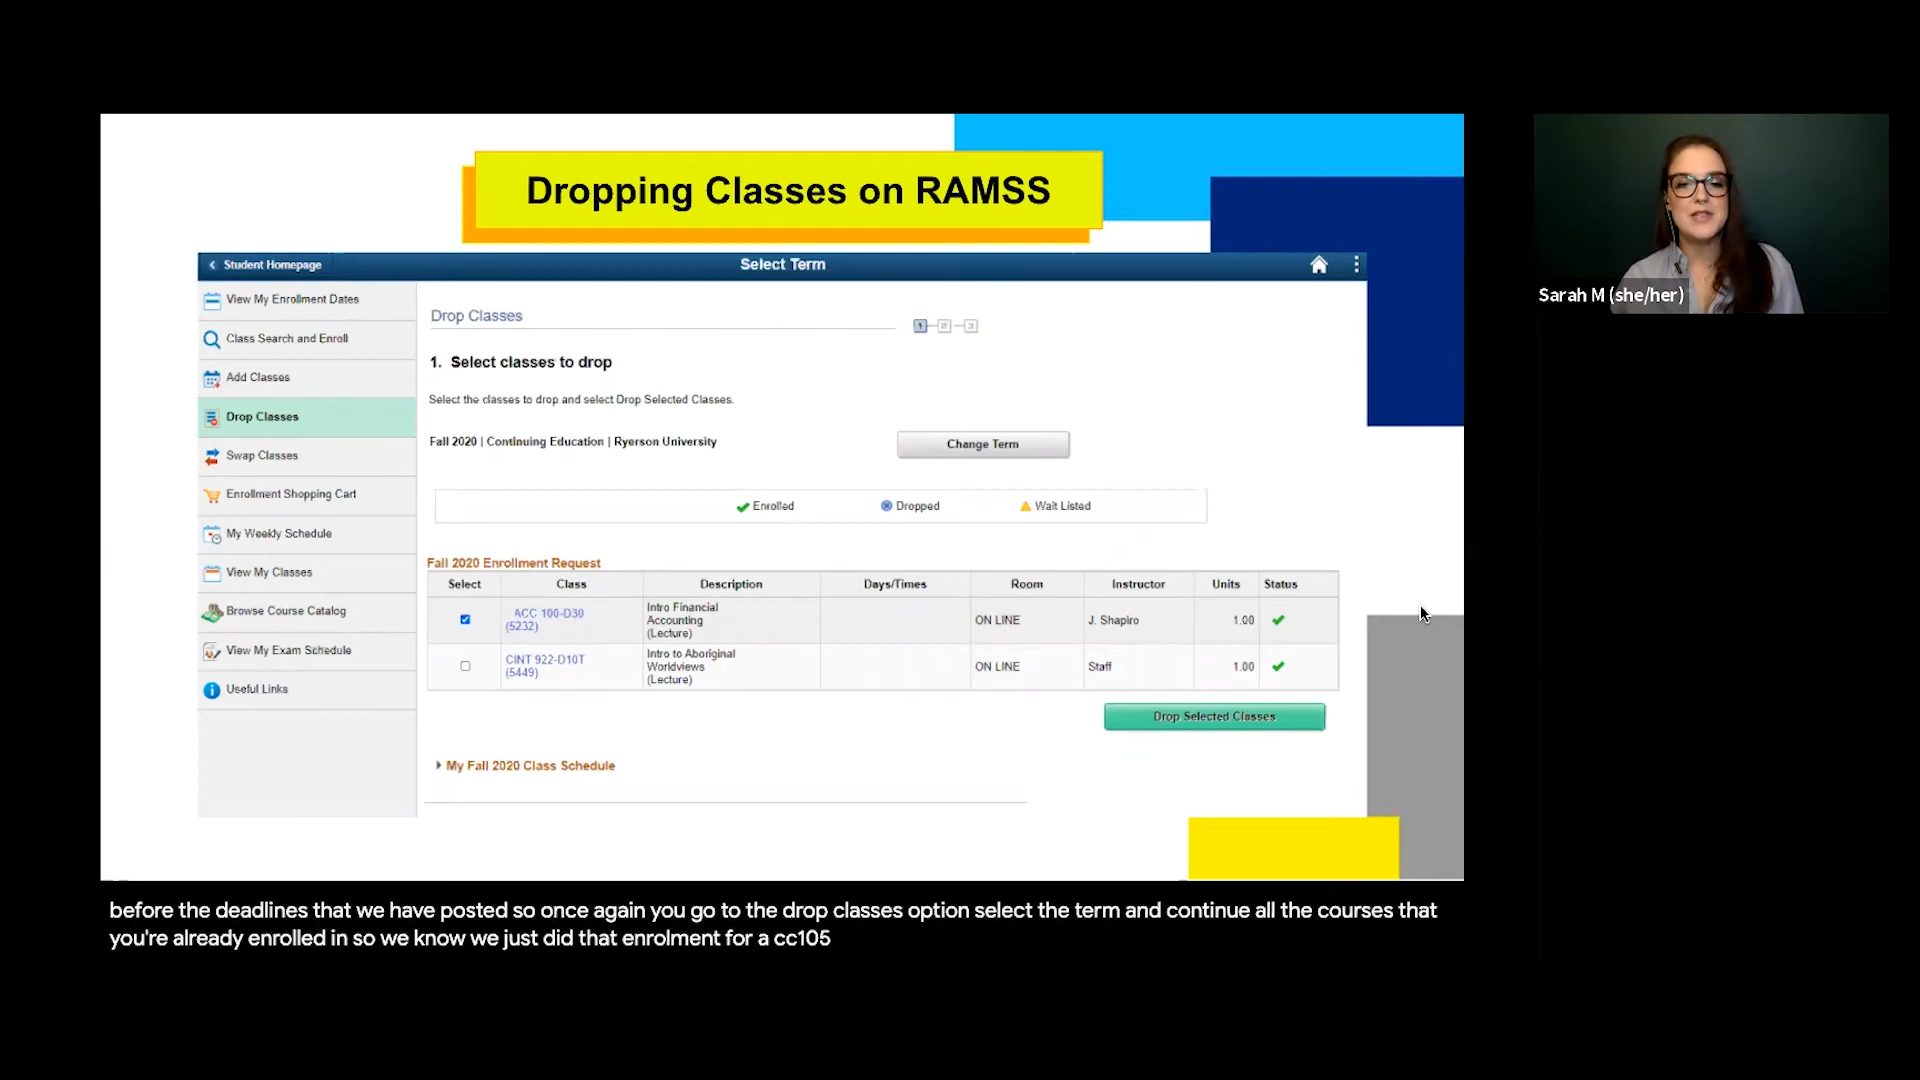 Dropping Classes on RAMSS
Student Homepage
Select Term
View My Enrollment Dates
Class Search and Enroll
Add Classes
Drop Classes
Swap Classes
Enrollment Shopping Cart
My Weekly Schedule
View My Classes
Browse Course Catalog
View My Exam Schedule
Useful Links
Drop Classes
1. Select classes to drop
Select the classes to drop and select Drop Selected Classes.
Fall 2020 | Continuing Education | Ryerson University
Change Term
Enrolled Dropped Wait Listed
Fall 2020 Enrollment Request
Select Class Description Days/Times Room Instructor Units Status
ACC 100-D30
(5232)
Intro Financial
Accounting
(Lecture)
ON LINE
J. Shapiro
1.00
CINT 922-D10T
(5449)
Intro to Aboriginal
Worldviews
(Lecture)
ON LINE
Staff
1.00
Drop Selected Classes
My Fall 2020 Class Schedule
Sarah M (she/her)
before the deadlines that we have posted so once again you go to the drop classes option select the term and continue all the courses that
you're already enrolled in so we know we just did that enrolment for a cc105